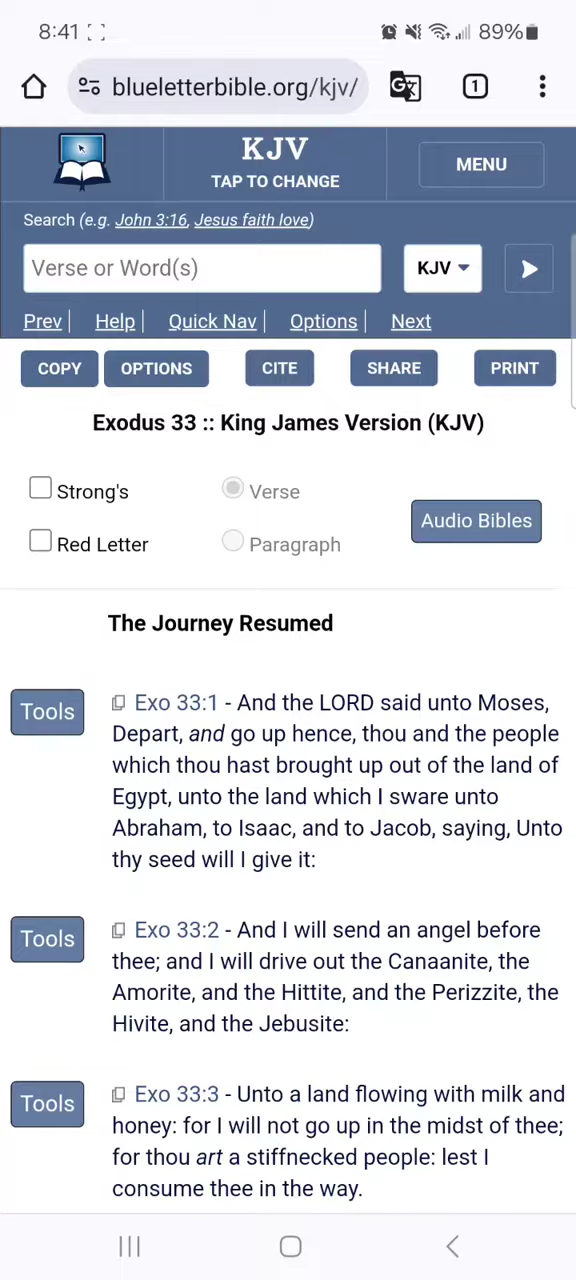 8:41 89%
blueletterbible.org/kjv/ 1
KJV
TAP TO CHANGE
MENU
Search (e.g. John 3:16, Jesus faith love)
Verse or Word(s) KJV
Prev | Help | Quick Nav | Options | Next
COPY OPTIONS CITE SHARE PRINT
Exodus 33 :: King James Version (KJV)
Strong's Verse
Audio Bibles
Red Letter Paragraph
The Journey Resumed
Tools
Exo 33:1 - And the LORD said unto Moses,
Depart, and go up hence, thou and the people
which thou hast brought up out of the land of
Egypt, unto the land which I sware unto
Abraham, to Isaac, and to Jacob, saying, Unto
thy seed will I give it:
Tools
Exo 33:2 - And I will send an angel before
thee; and I will drive out the Canaanite, the
Amorite, and the Hittite, and the Perizzite, the
Hivite, and the Jebusite:
Tools
Exo 33:3 - Unto a land flowing with milk and
honey: for I will not go up in the midst of thee;
for thou art a stiffnecked people: lest I
consume thee in the way.